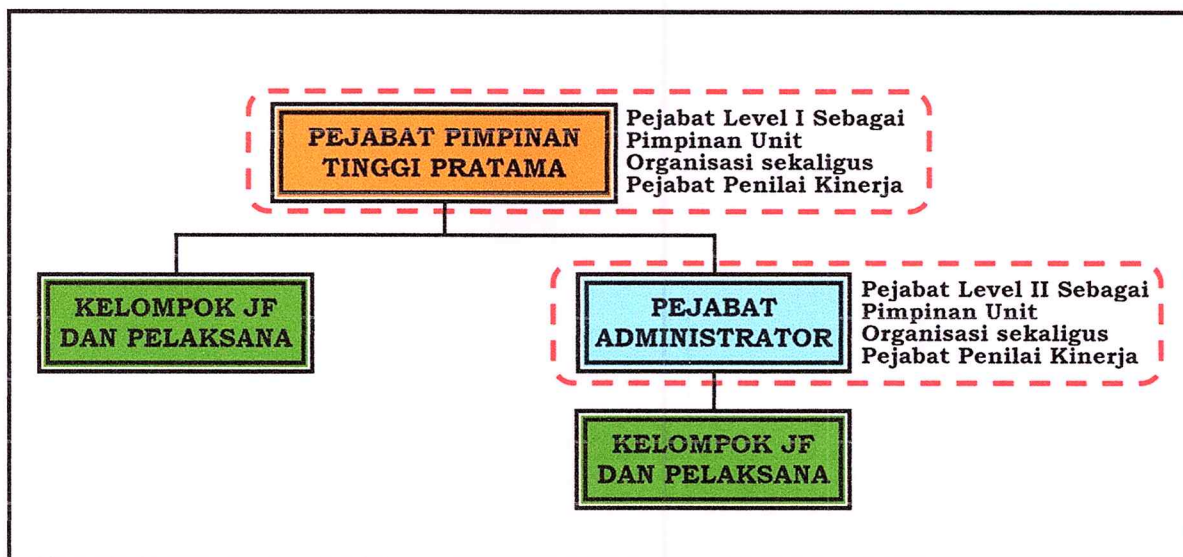 PEJABAT PIMPINAN
TINGGI PRATAMA
Pejabat Level I Sebagai
Pimpinan Unit
Organisasi sekaligus
Pejabat Penilai Kinerja
KELOMPOK JF
DAN PELAKSANA
PEJABAT
ADMINISTRATOR
Pejabat Level II Sebagai
Pimpinan Unit
Organisasi sekaligus
Pejabat Penilai Kinerja
KELOMPOK JF
DAN PELAKSANA